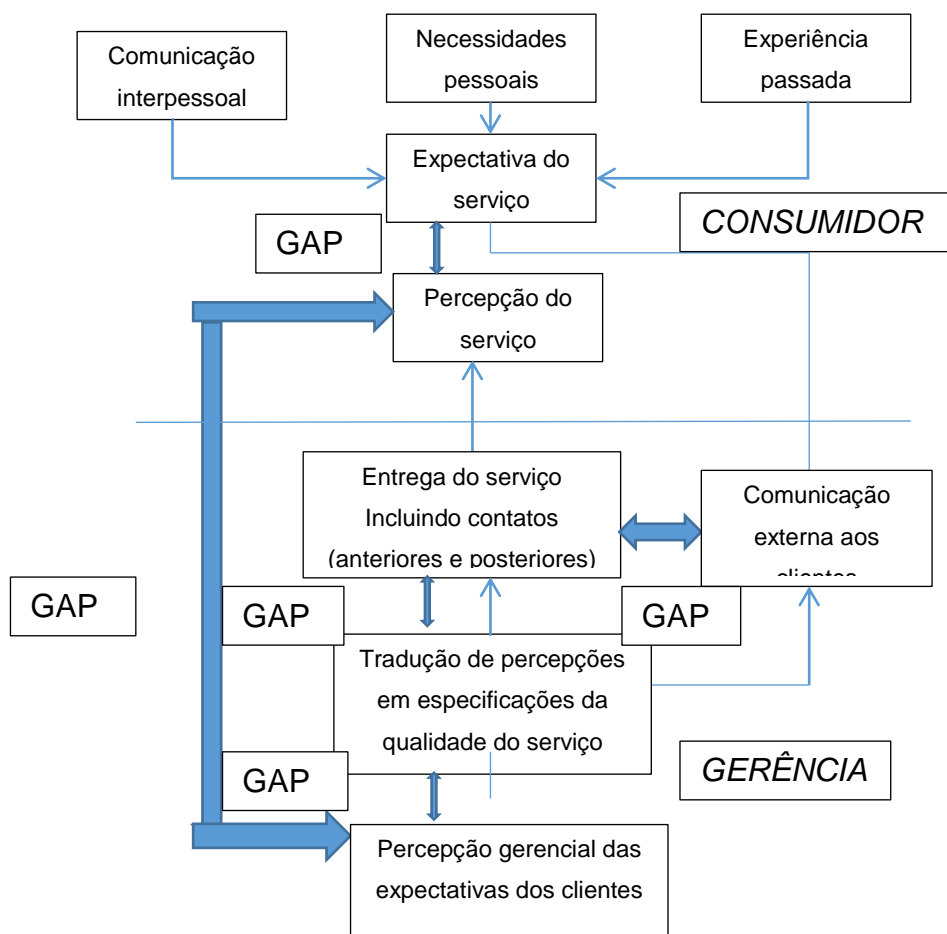 Comunicação
interpessoal
Necessidades
pessoais
Experiência
passada
Expectativa do
serviço
CONSUMIDOR
GAP
Percepção do
serviço
Entrega do serviço
Incluindo contatos
(anteriores e posteriores)
Comunicação
externa aos
clientes
GAP
GAP
GAP
Tradução de percepções
em especificações da
qualidade do serviço
GERÊNCIA
GAP
Percepção gerencial das
expectativas dos clientes